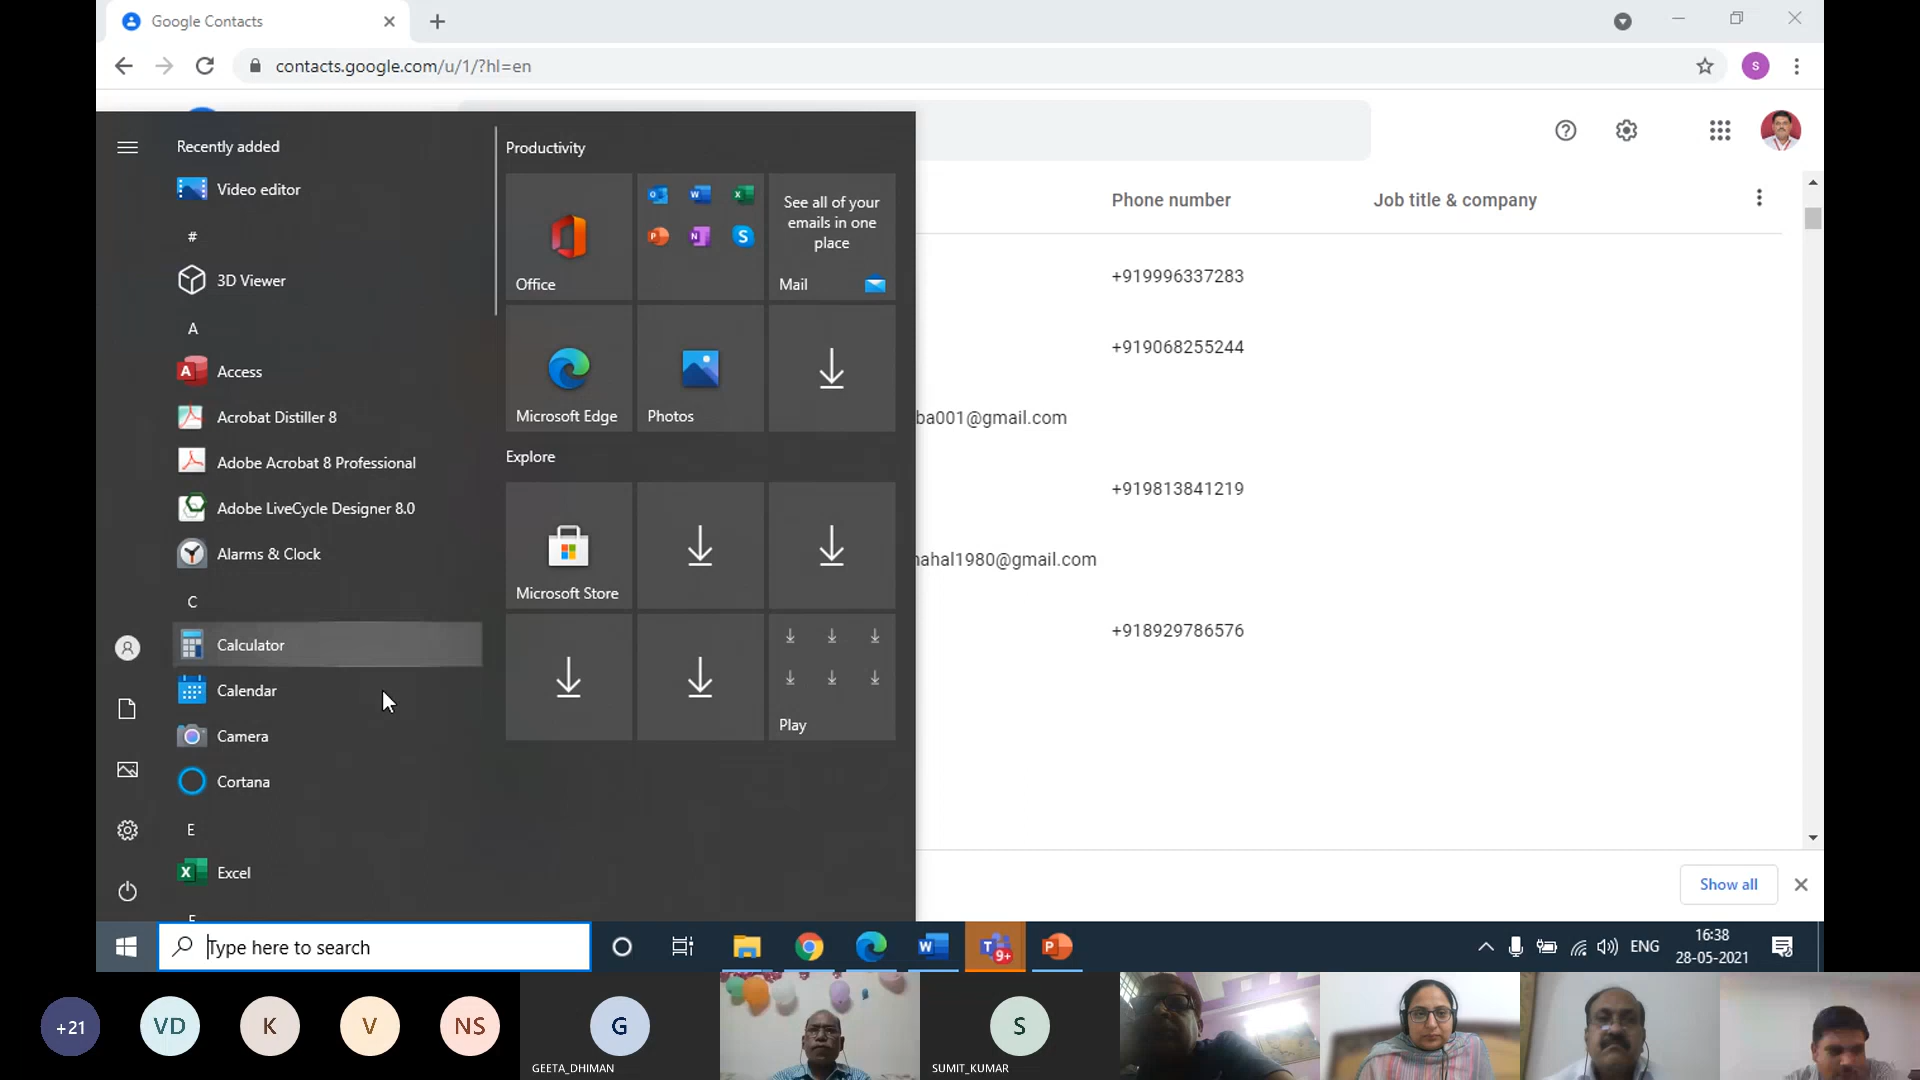 Google Contacts
contacts.google.com/u/1/?hl=en
s
Recently added
Video editor
#
3D Viewer
A
Access
Acrobat Distiller 8
Adobe Acrobat 8 Professional
Adobe LiveCycle Designer 8.0
Alarms & Clock
C
Calculator
Calendar
Camera
Cortana
E
Excel
Productivity
Office
See all of your
emails in one
place
Mail
Microsoft Edge
Photos
Explore
Microsoft Store
Play
Phone number
Job title & company
+919996337283
+919068255244
ba001@gmail.com
+919813841219
mahal1980@gmail.com
+918929786576
Show all
Type here to search
9+
ENG
16:38
28-05-2021
+21
VD
K
V
NS
G
GEETA_DHIMAN
S
SUMIT_KUMAR